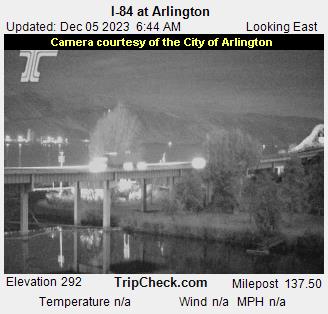 I-84 at Arlington
Updated: Dec 05 2023 6:44 AM Looking East
Camera courtesy of the City of Arlington
Elevation 292 TripCheck.com Milepost 137.50
Temperature n/a Wind n/a MPH n/a